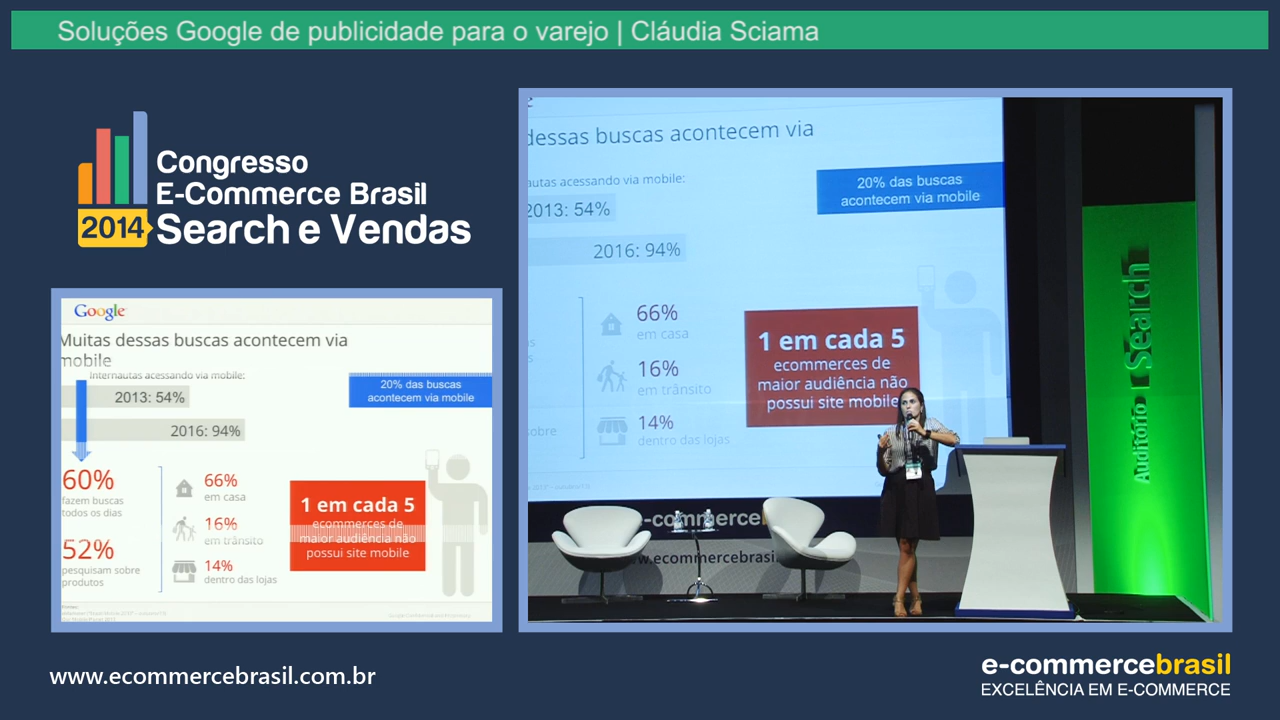 Soluções Google de publicidade para o varejo | Cláudia Sciama
Congresso
E-Commerce Brasil
2014 Search e Vendas
Google
Muitas dessas buscas acontecem via
mobile
Internautas acessando via mobile:
2013: 54%
2016: 94%
20% das buscas
acontecem via mobile
60%
fazem buscas
todos os dias
52%
pesquisam sobre
produtos
66%
em casa
16%
em trânsito
14%
dentro das lojas
1 em cada 5
ecommerces de
maior audiência não
possui site mobile
dessas buscas acontecem via
autas acessando via mobile:
2013: 54%
2016: 94%
20% das buscas
acontecem via mobile
66%
em casa
16%
em trânsito
14%
dentro das lojas
obre
1 em cada 5
ecommerces de
maior audiência não
possui site mobile
Auditório Search
e-commerce
www.ecommercebrasil
www.ecommercebrasil.com.br
e-commercebrasil
EXCELÊNCIA EM E-COMMERCE